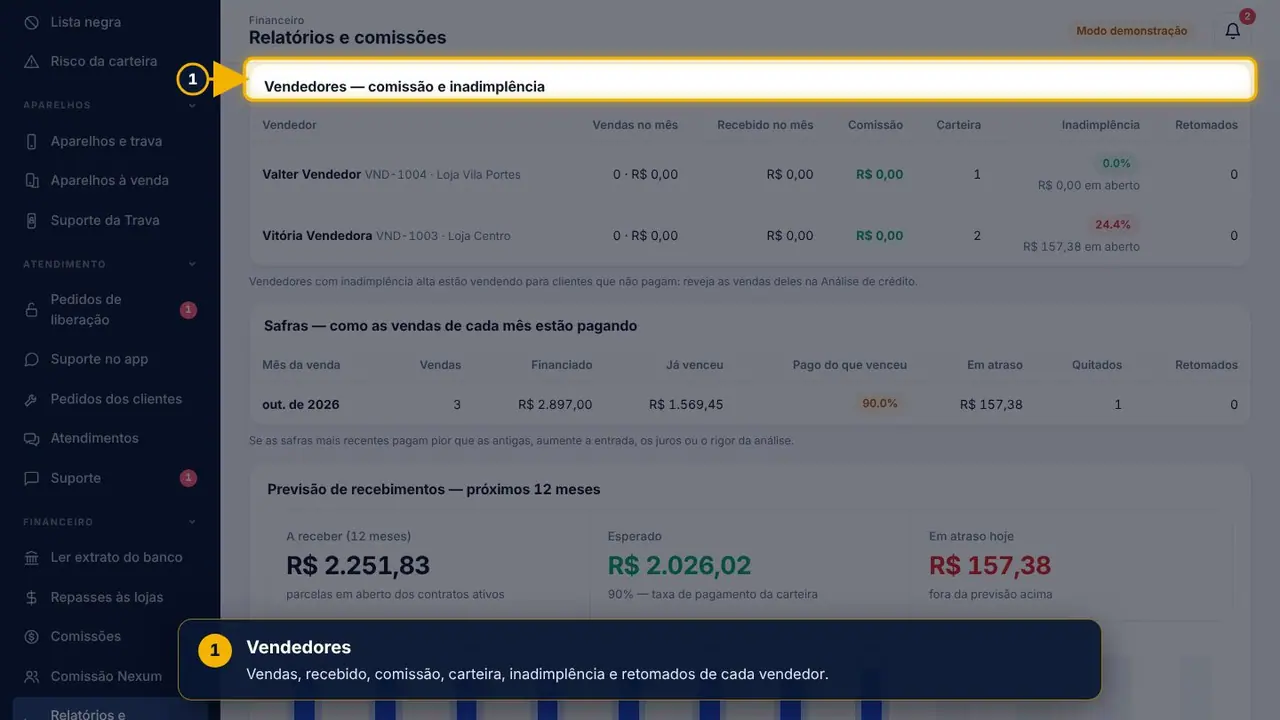 Lista negra
Risco da carteira
APARELHOS
Aparelhos e trava
Aparelhos à venda
Suporte da Trava
ATENDIMENTO
Pedidos de
liberação
1
Suporte no app
Pedidos dos clientes
Atendimentos
Suporte
1
FINANCEIRO
Ler extrato do banco
Repasses às lojas
Comissões
Comissão Nexum
Relatórios e
Financeiro
Relatórios e comissões
Modo demonstração
2
1
Vendedores — comissão e inadimplência
Vendedor Vendas no mês Recebido no mês Comissão Carteira Inadimplência Retomados
Valter Vendedor VND-1004 · Loja Vila Portes 0 · R$ 0,00 R$ 0,00 R$ 0,00 1 0.0% 0
R$ 0,00 em aberto
Vitória Vendedora VND-1003 · Loja Centro 0 · R$ 0,00 R$ 0,00 R$ 0,00 2 24.4% 0
R$ 157,38 em aberto
Vendedores com inadimplência alta estão vendendo para clientes que não pagam: reveja as vendas deles na Análise de crédito.
Safras — como as vendas de cada mês estão pagando
Mês da venda Vendas Financiado Já venceu Pago do que venceu Em atraso Quitados Retomados
out. de 2026 3 R$ 2.897,00 R$ 1.569,45 90.0% R$ 157,38 1 0
Se as safras mais recentes pagam pior que as antigas, aumente a entrada, os juros ou o rigor da análise.
Previsão de recebimentos — próximos 12 meses
A receber (12 meses) Esperado Em atraso hoje
R$ 2.251,83 R$ 2.026,02 R$ 157,38
parcelas em aberto dos contratos ativos 90% — taxa de pagamento da carteira fora da previsão acima
1
Vendedores
Vendas, recebido, comissão, carteira, inadimplência e retomados de cada vendedor.